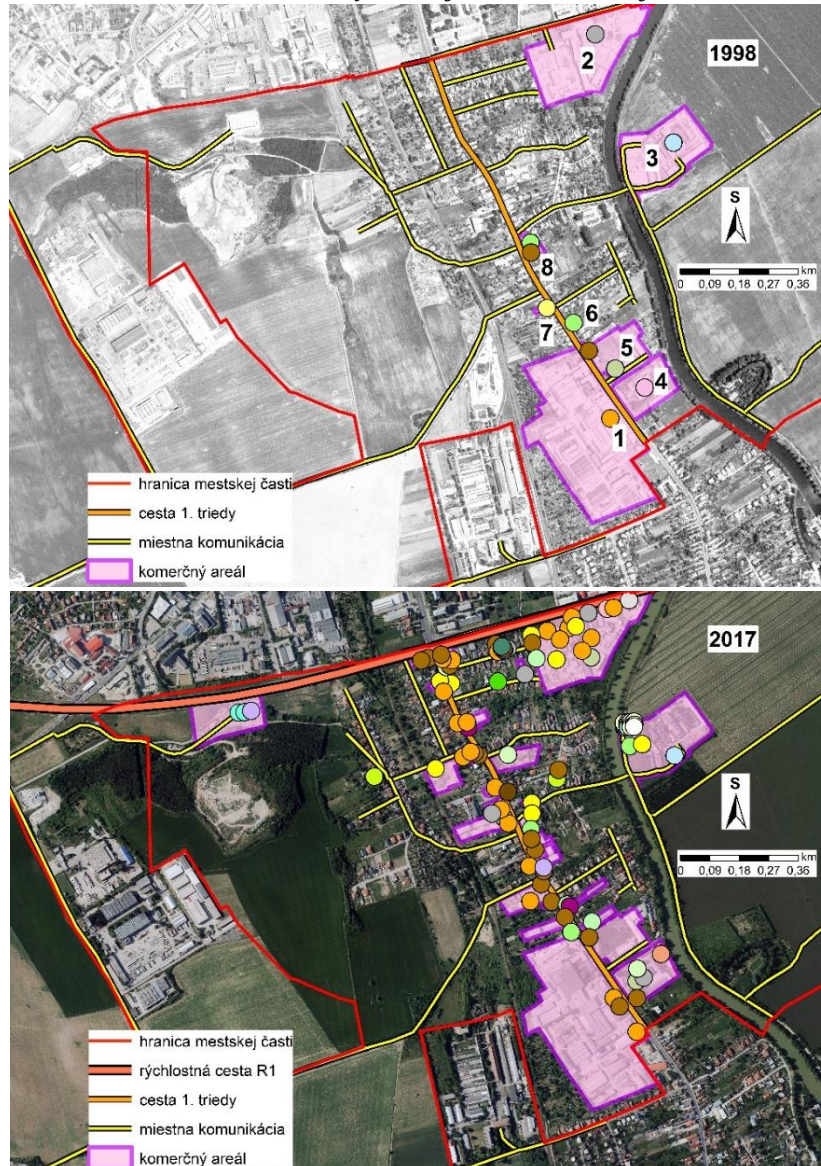 1998
2
3
S
0 0,09 0,18 0,27 0,36 km
8
7
6
5
4
1
hranica mestskej časti
cesta 1. triedy
miestna komunikácia
komerčný areál
2017
S
0 0,09 0,18 0,27 0,36 km
hranica mestskej časti
rýchlostná cesta R1
cesta 1. triedy
miestna komunikácia
komerčný areál